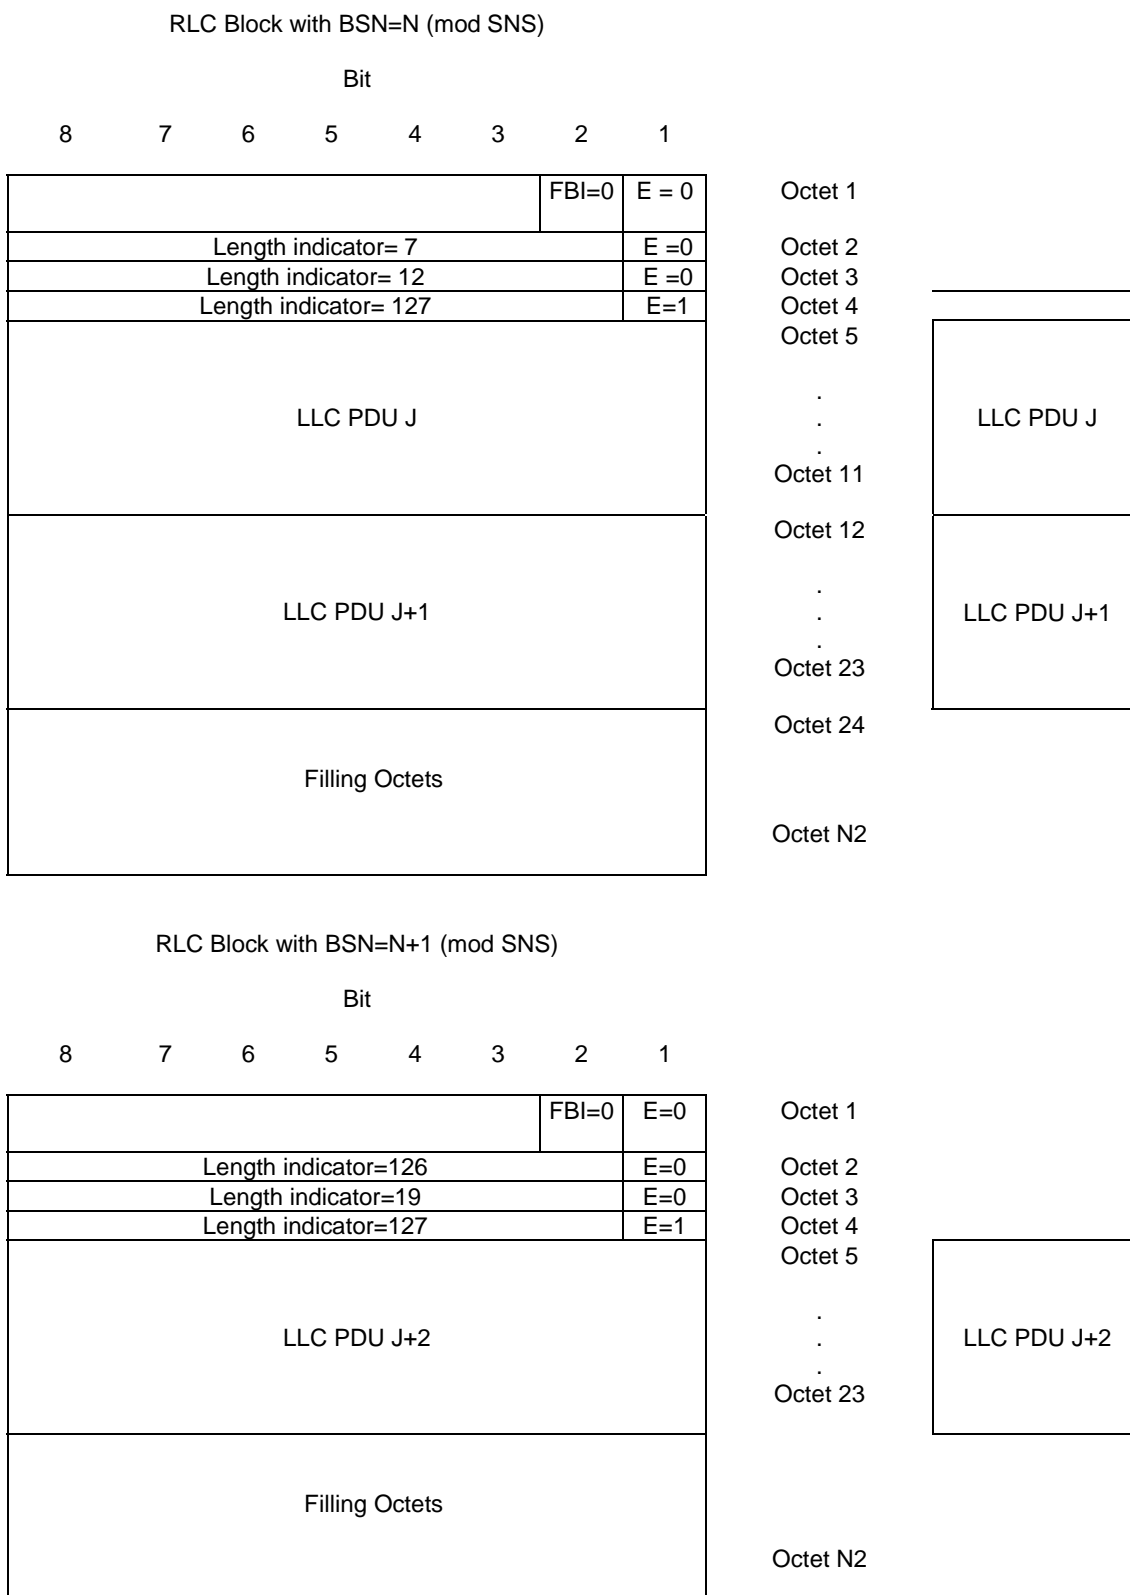 RLC Block with BSN=N (mod SNS)
Bit
8 7 6 5 4 3 2 1
FBI=0 E = 0 Octet 1
Length indicator= 7 E =0 Octet 2
Length indicator= 12 E =0 Octet 3
Length indicator= 127 E=1 Octet 4
Octet 5
.
LLC PDU J . LLC PDU J
.
Octet 11
Octet 12
.
LLC PDU J+1 . LLC PDU J+1
.
Octet 23
Octet 24
Filling Octets
Octet N2
RLC Block with BSN=N+1 (mod SNS)
Bit
8 7 6 5 4 3 2 1
FBI=0 E=0 Octet 1
Length indicator=126 E=0 Octet 2
Length indicator=19 E=0 Octet 3
Length indicator=127 E=1 Octet 4
Octet 5
.
LLC PDU J+2 . LLC PDU J+2
.
Octet 23
Filling Octets
Octet N2